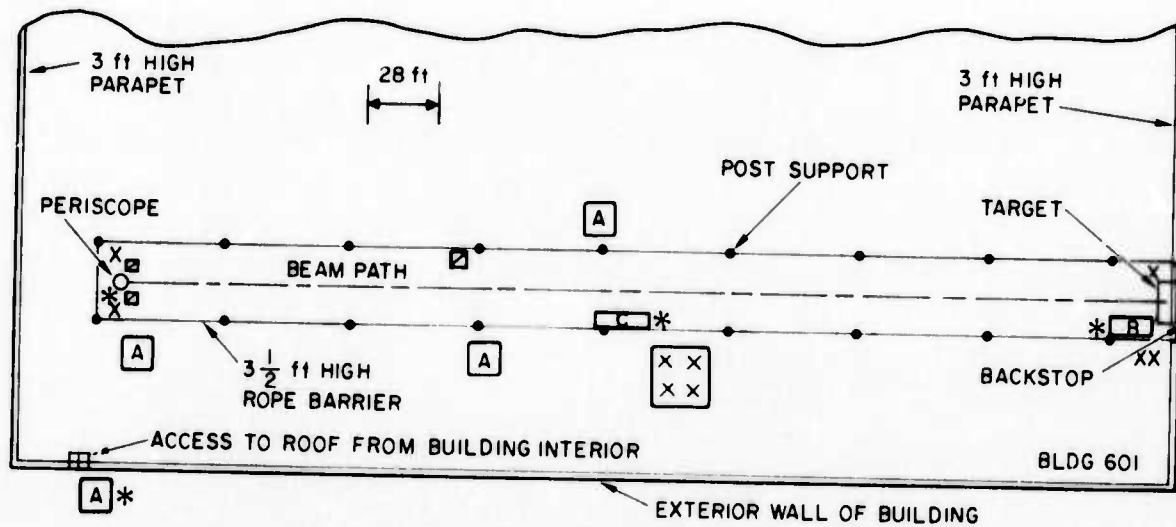 3 ft HIGH
PARAPET
28 ft
3 ft HIGH
PARAPET
POST SUPPORT
PERISCOPE
A
TARGET
X
X
BEAM PATH
*
X
C *
* B
A
A
3 1/2 ft HIGH
ROPE BARRIER
X X
X X
XX
BACKSTOP
ACCESS TO ROOF FROM BUILDING INTERIOR
BLDG 601
A *
EXTERIOR WALL OF BUILDING